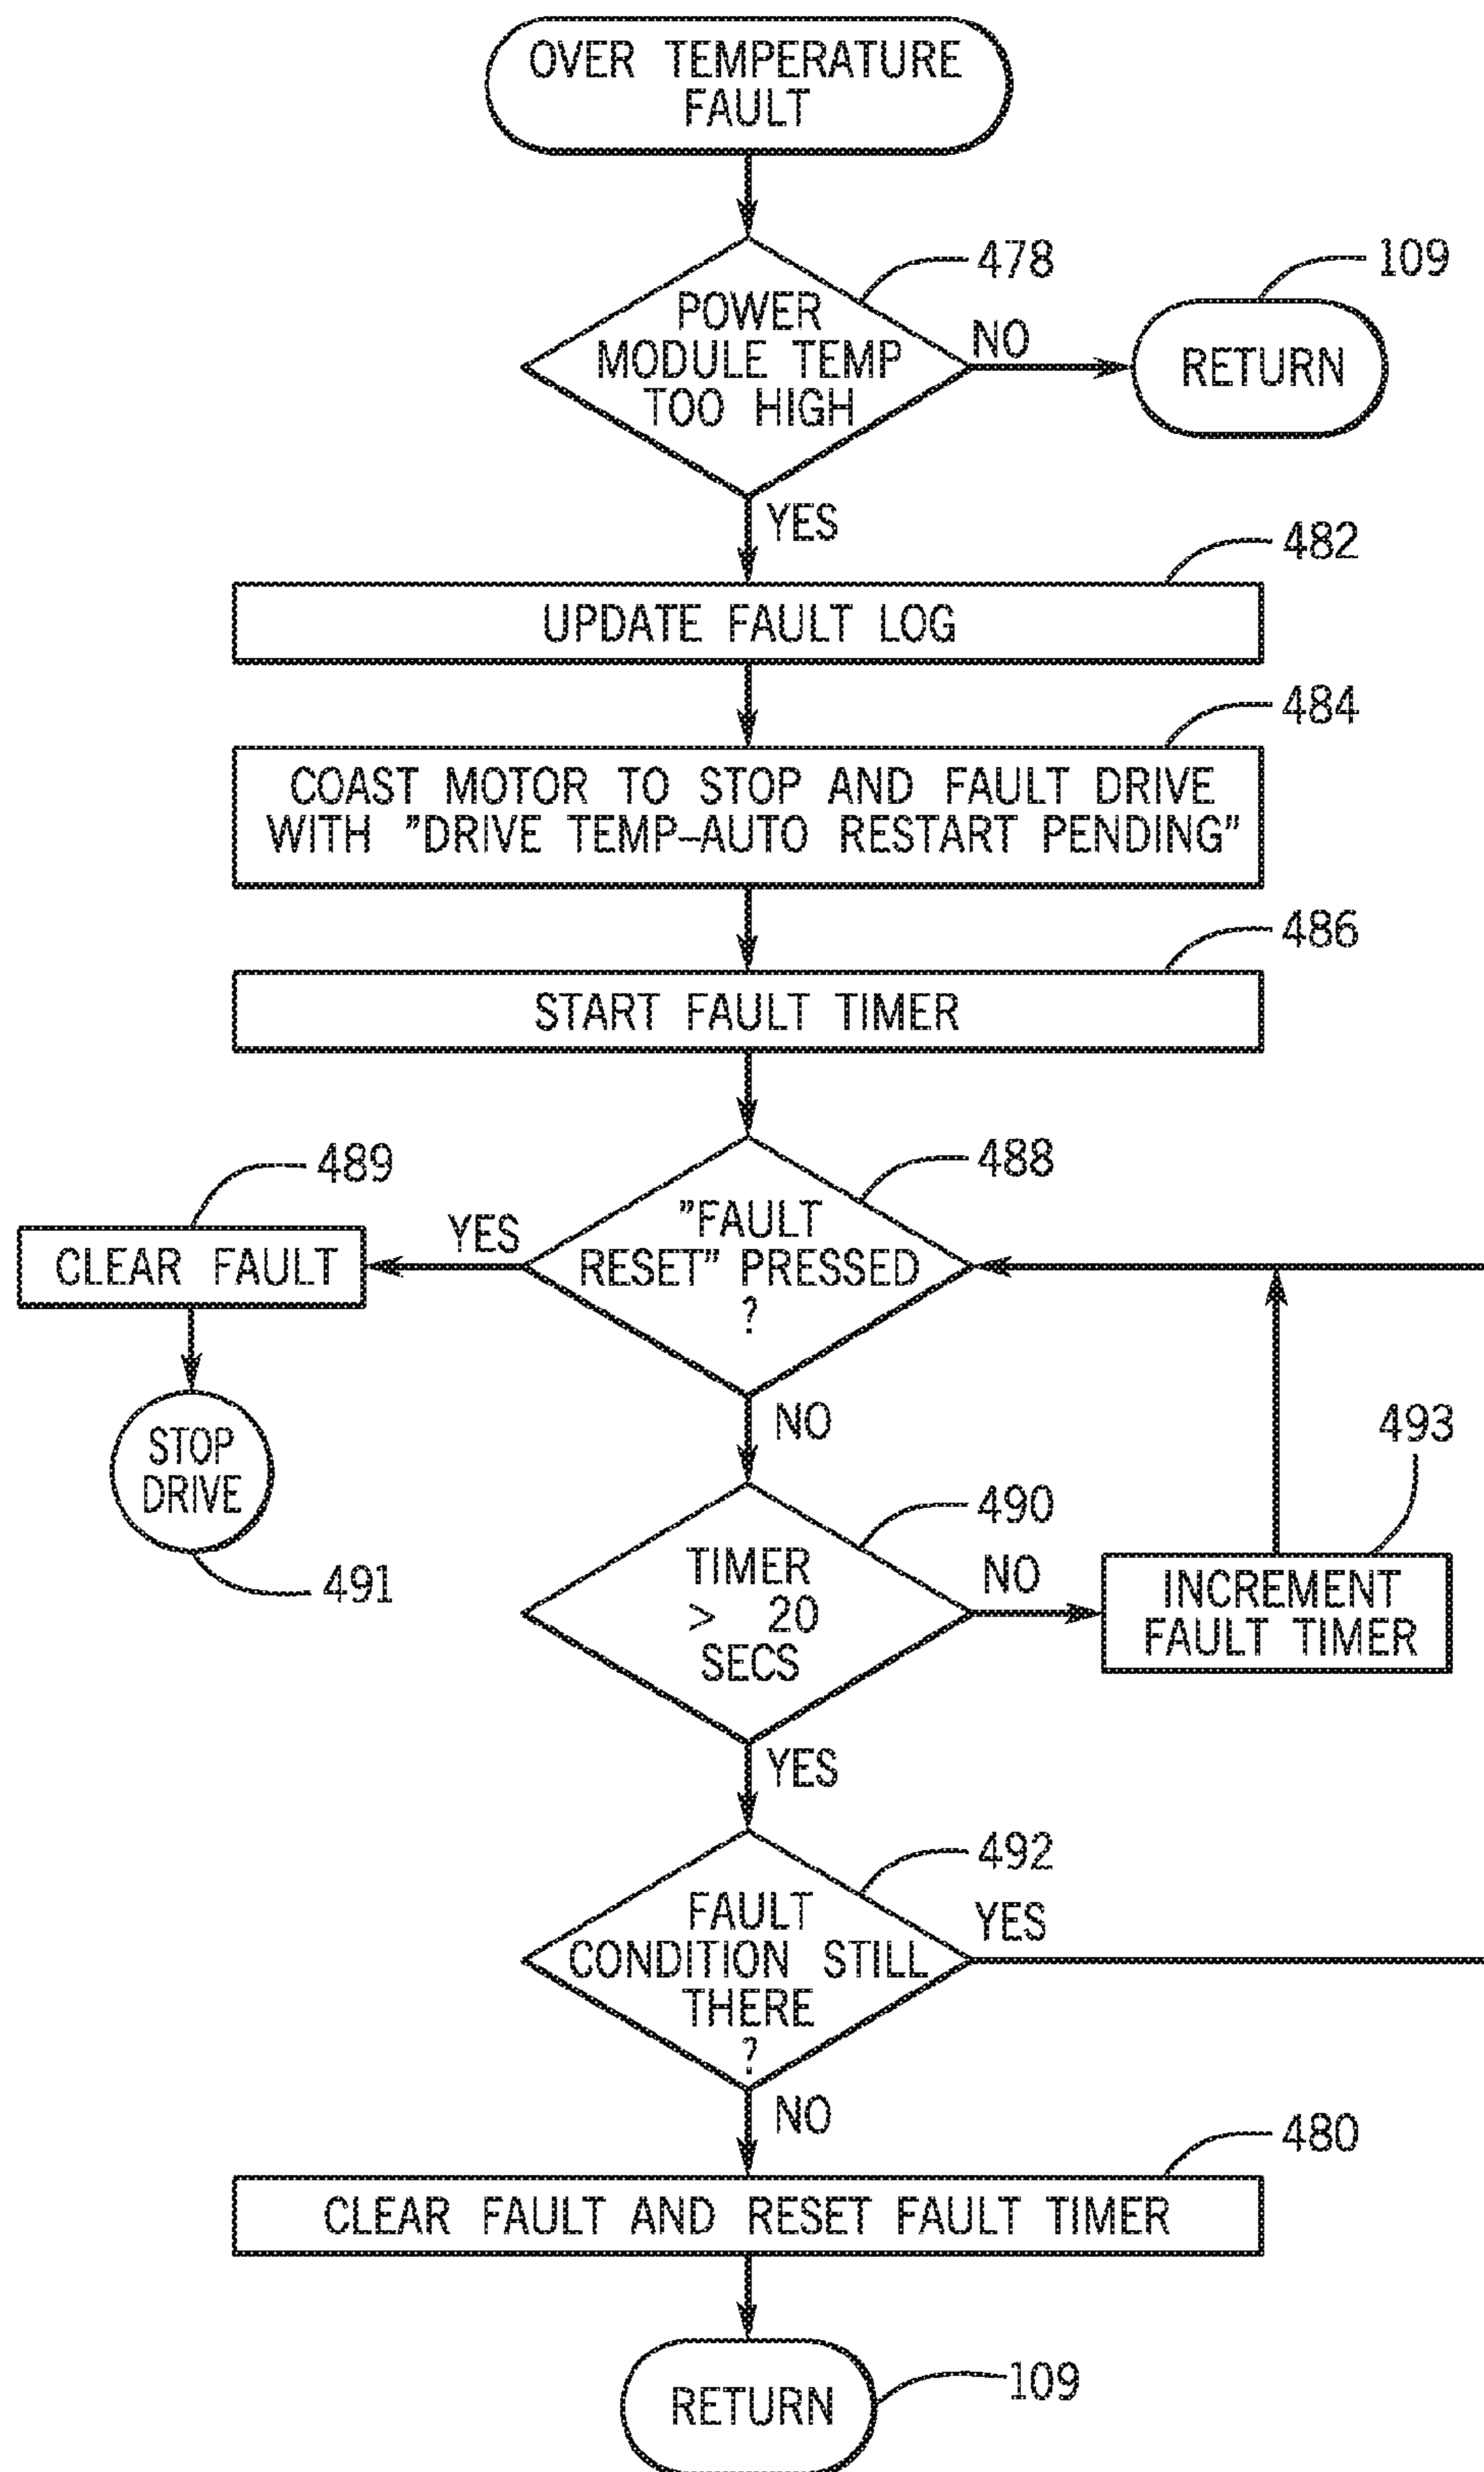 OVER TEMPERATURE
FAULT
478
109
POWER
MODULE TEMP
TOO HIGH
NO
RETURN
YES
482
UPDATE FAULT LOG
484
COAST MOTOR TO STOP AND FAULT DRIVE
WITH "DRIVE TEMP–AUTO RESTART PENDING"
486
START FAULT TIMER
489
488
CLEAR FAULT
YES
"FAULT
RESET" PRESSED
?
NO
STOP
DRIVE
491
493
490
TIMER
> 20
SECS
NO
INCREMENT
FAULT TIMER
YES
492
FAULT
CONDITION STILL
THERE
?
YES
NO
480
CLEAR FAULT AND RESET FAULT TIMER
RETURN
109